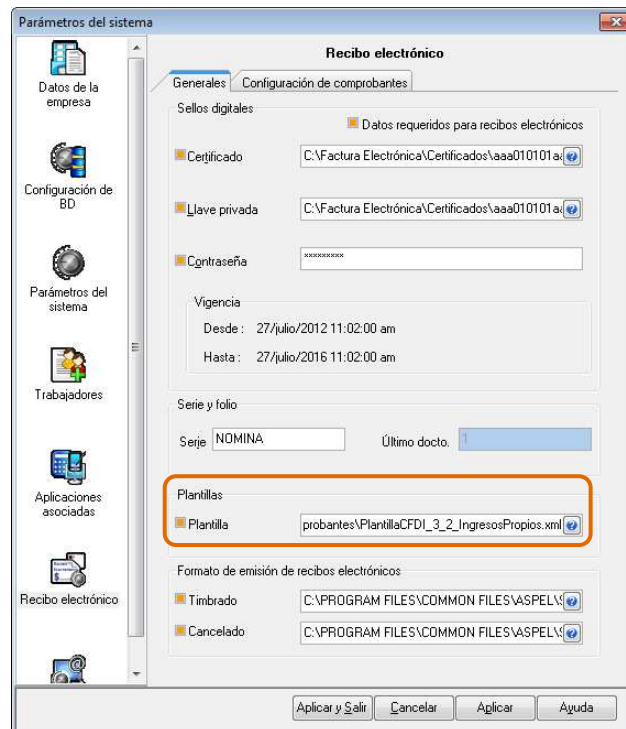 Parámetros del sistema
Datos de la
empresa
Configuración de
BD
Parámetros del
sistema
Trabajadores
Aplicaciones
asociadas
Recibo electrónico
Recibo electrónico
Generales Configuración de comprobantes
Sellos digitales
Datos requeridos para recibos electrónicos
Certificado C:\Factura Electrónica\Certificados\aaa010101a
Llave privada C:\Factura Electrónica\Certificados\aaa010101a
Contraseña ×××××××××
Vigencia
Desde : 27/julio/2012 11:02:00 am
Hasta : 27/julio/2016 11:02:00 am
Serie y folio
Serie NOMINA Último docto. 1
Plantillas
Plantilla probantes\PlantillaCFDI_3_2_IngresosPropios.xml
Formato de emisión de recibos electrónicos
Timbrado C:\PROGRAM FILES\COMMON FILES\ASPEL\
Cancelado C:\PROGRAM FILES\COMMON FILES\ASPEL\
Aplicar y Salir Cancelar Aplicar Ayuda